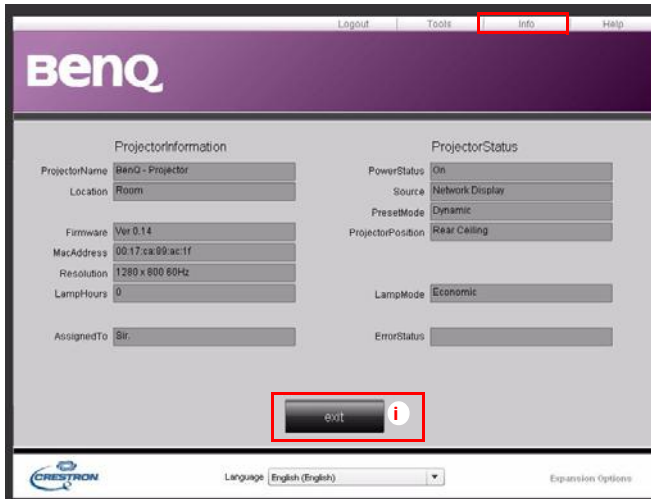 Logout Tools Info Help
BenQ
ProjectorInformation ProjectorStatus
ProjectorName BenQ - Projector PowerStatus On
Location Room Source Network Display
PresetMode Dynamic
Firmware Ver 0.14 ProjectorPosition Rear Ceiling
MacAddress 00:17:ca:99:ac:1f
Resolution 1280 x 800 60Hz
LampHours 0 LampMode Economic
AssignedTo Sir. ErrorStatus
exit i
CRESTRON Language English (English) Expansion Options